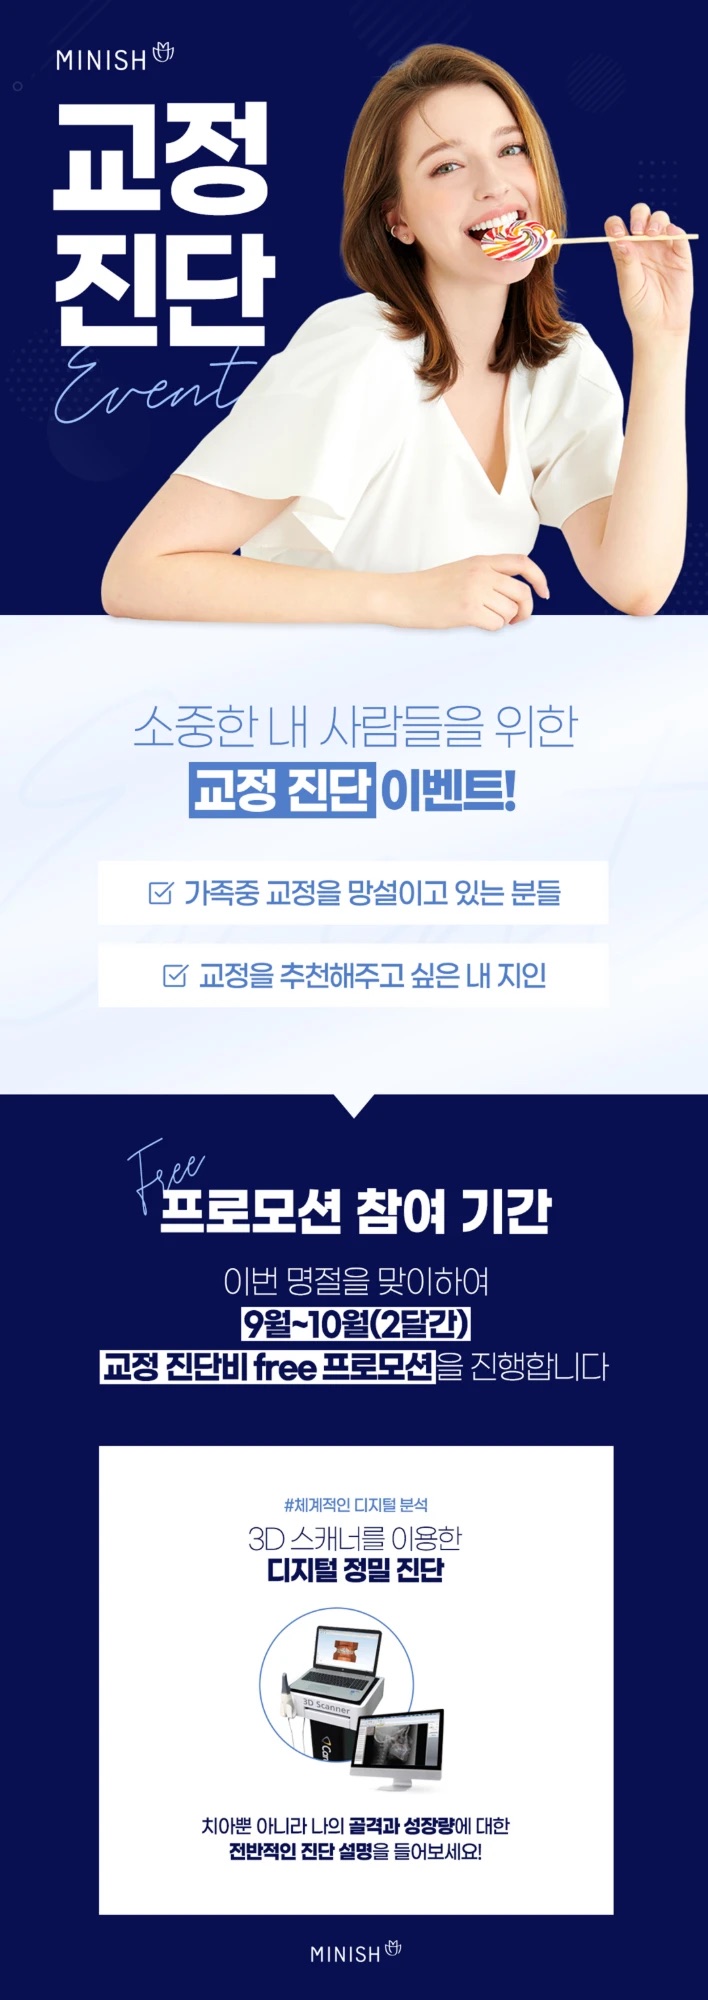 MINISH
교정
진단
Event
소중한 내 사람들을 위한
교정 진단 이벤트!
가족중 교정을 망설이고 있는 분들
교정을 추천해주고 싶은 내 지인
Free
프로모션 참여 기간
이번 명절을 맞이하여
9월~10월(2달간)
교정 진단비 free 프로모션을 진행합니다
#체계적인 디지털 분석
3D 스캐너를 이용한
디지털 정밀 진단
3D Scanner
치아뿐 아니라 나의 골격과 성장량에 대한
전반적인 진단 설명을 들어보세요!
MINISH